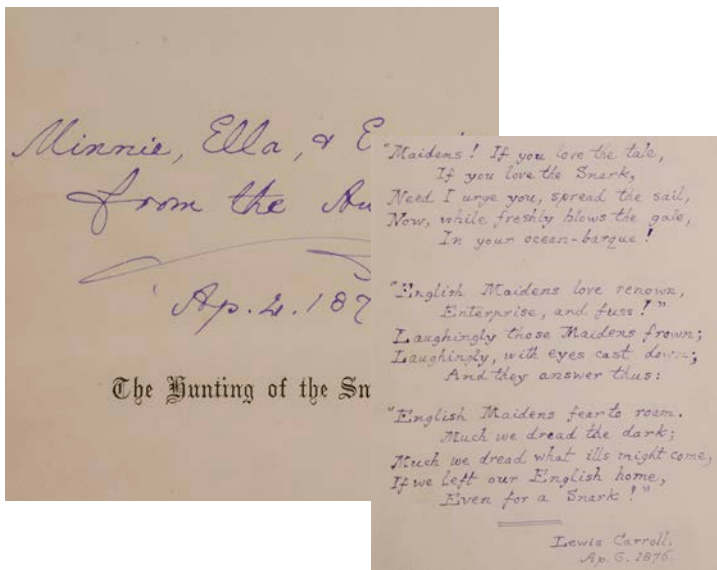 Minnie, Ella, &
from the
Ap. 4. 187
The Hunting of the Sn
"Maidens! If you love the tale,
If you love the Snark,
Need I urge you, spread the sail,
Now, while freshly blows the gale,
In your ocean-barque!
"English Maidens love renown,
Enterprise, and fuss!"
Laughingly those Maidens frown;
Laughingly, with eyes cast down;
And they answer thus:
"English Maidens fear to roam.
Much we dread the dark;
Much we dread what ills might come,
If we left our English home,
Even for a Snark!"
Lewis Carroll.
Ap. 6. 1876